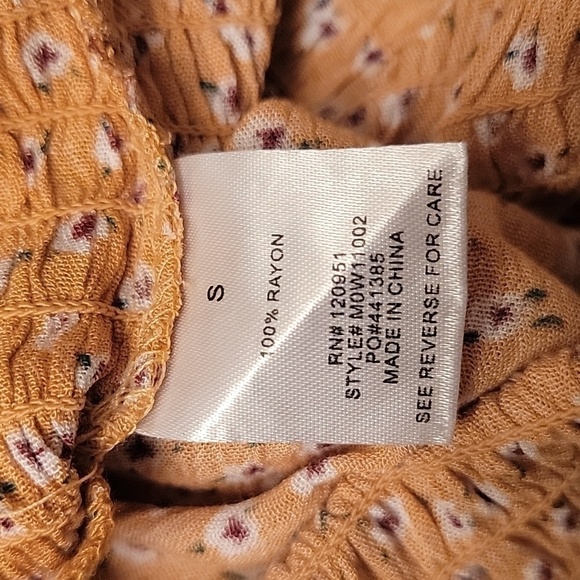 S
100% RAYON
RN# 120951
STYLE# M0W11002
PO#441385
MADE IN CHINA
SEE REVERSE FOR CARE